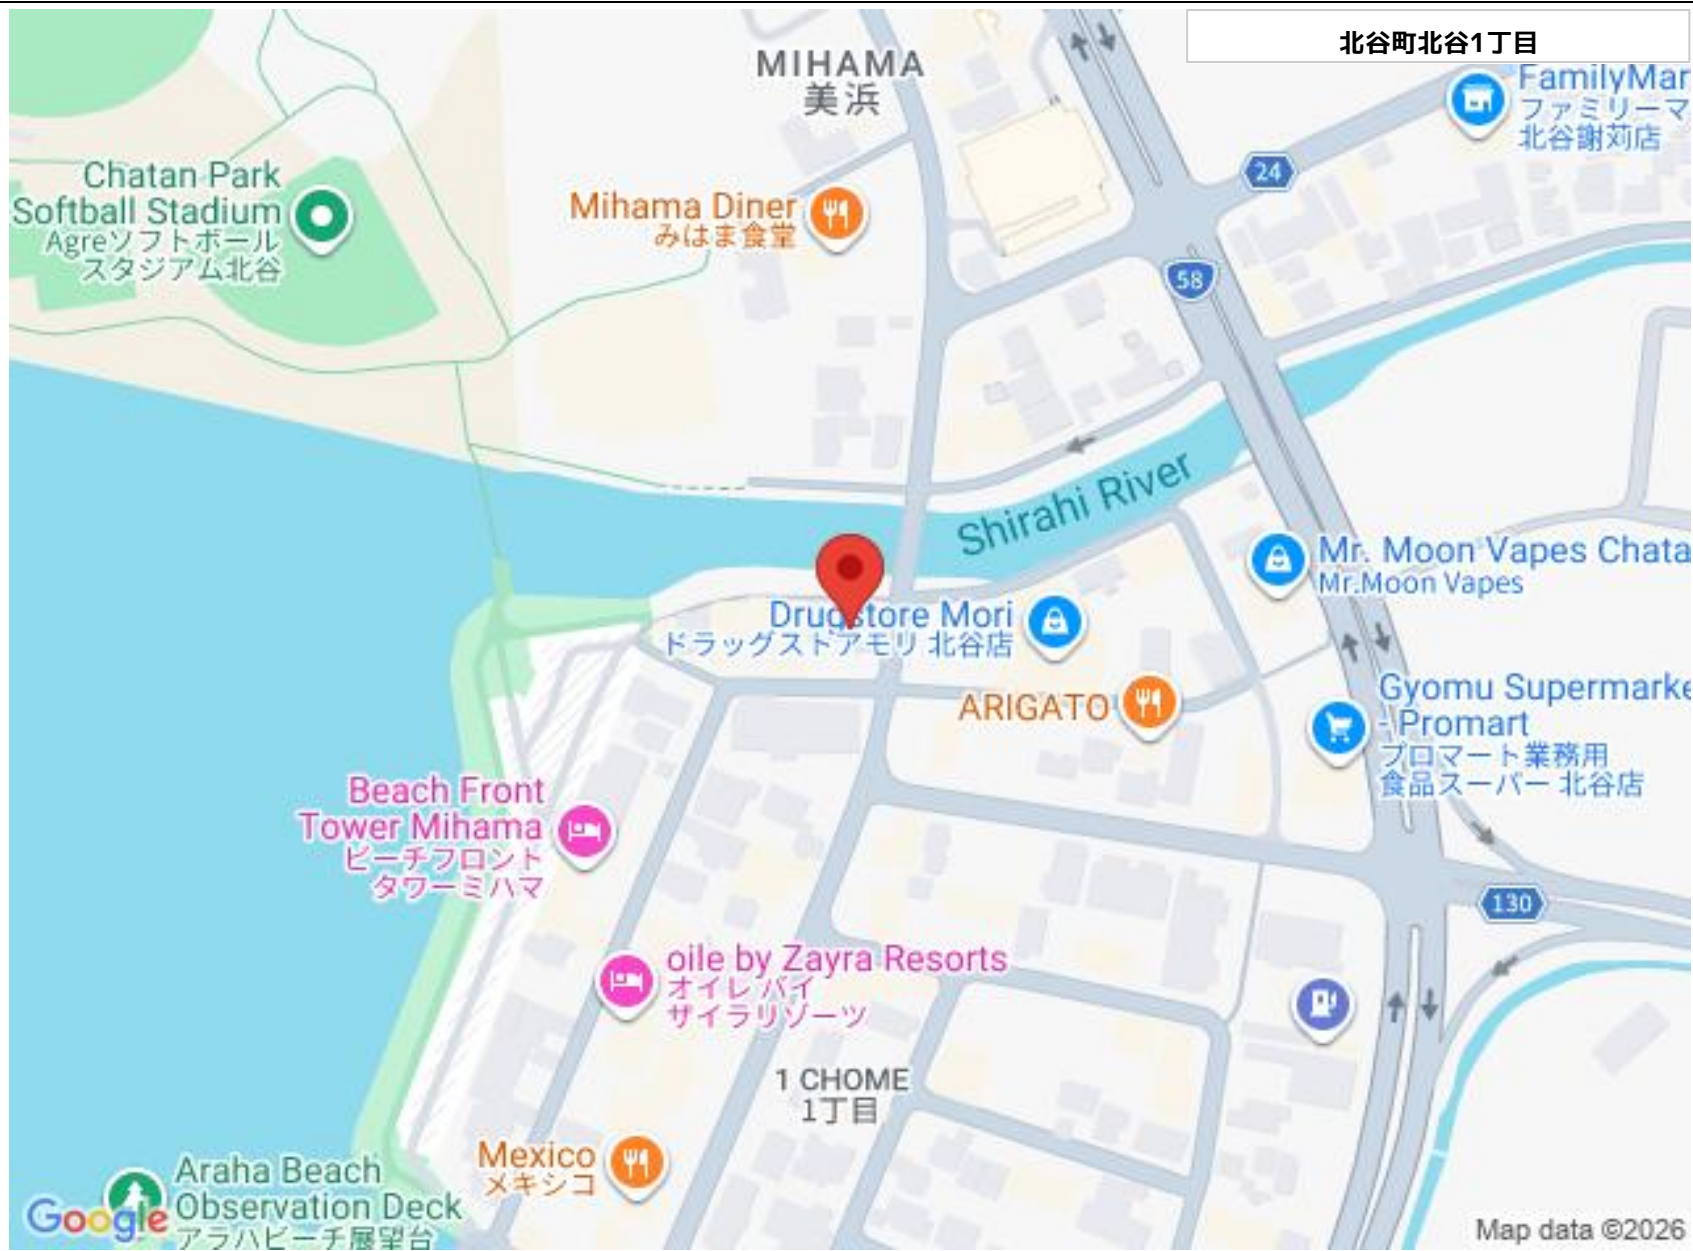 北谷町北谷1丁目
MIHAMA
美浜
FamilyMar
ファミリーマ
北谷謝苅店
24
Chatan Park
Softball Stadium
Agreソフトボール
スタジアム北谷
Mihama Diner
みはま食堂
58
Shirahi River
Mr. Moon Vapes Chata
Mr.Moon Vapes
Drugstore Mori
ドラッグストアモリ 北谷店
ARIGATO
Gyomu Supermarke
- Promart
プロマート業務用
食品スーパー 北谷店
Beach Front
Tower Mihama
ビーチフロント
タワーミハマ
130
oile by Zayra Resorts
オイレ バイ
ザイラリゾーツ
1 CHOME
1丁目
Mexico
メキシコ
Araha Beach
Observation Deck
アラハビーチ展望台
Google
Map data ©2026